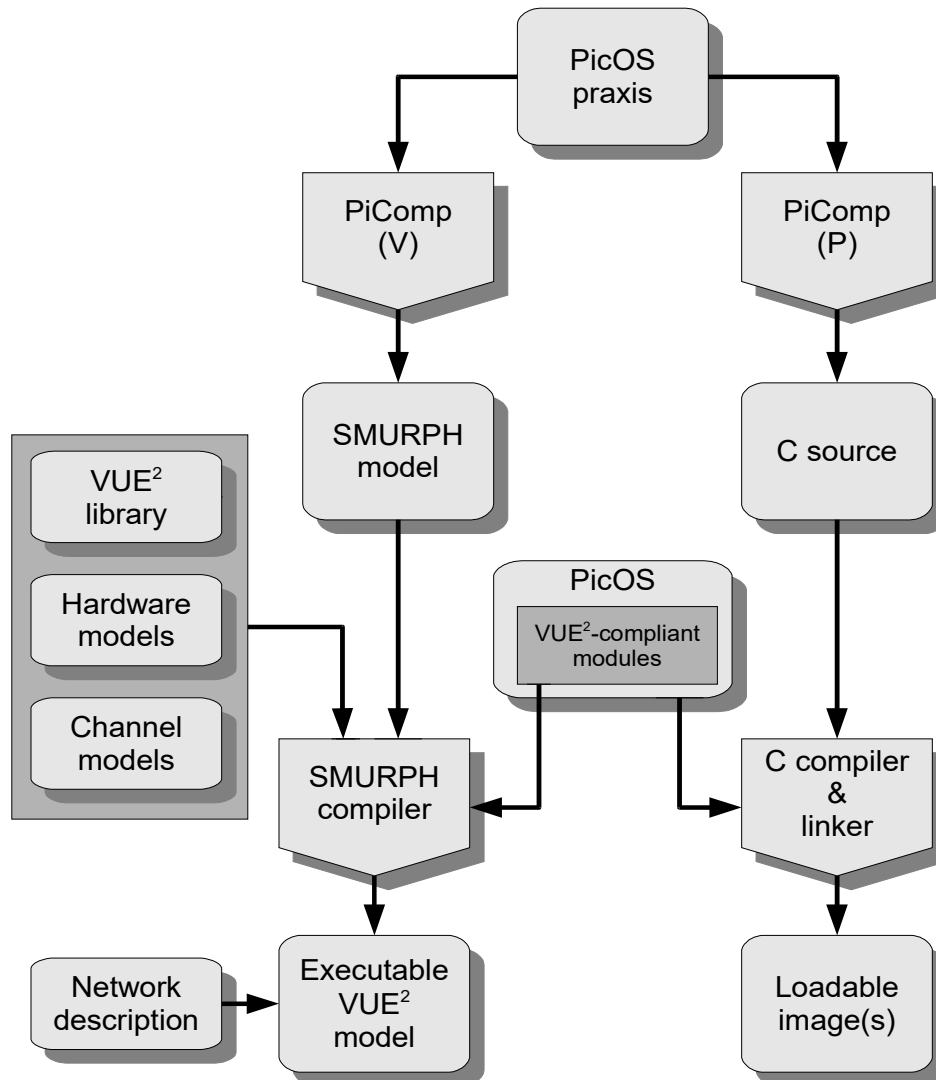 PicOS
praxis
PiComp
(V)
PiComp
(P)
SMURPH
model
C source
VUE²
library
Hardware
models
Channel
models
PicOS
VUE²-compliant
modules
SMURPH
compiler
C compiler
&
linker
Network
description
Executable
VUE²
model
Loadable
image(s)